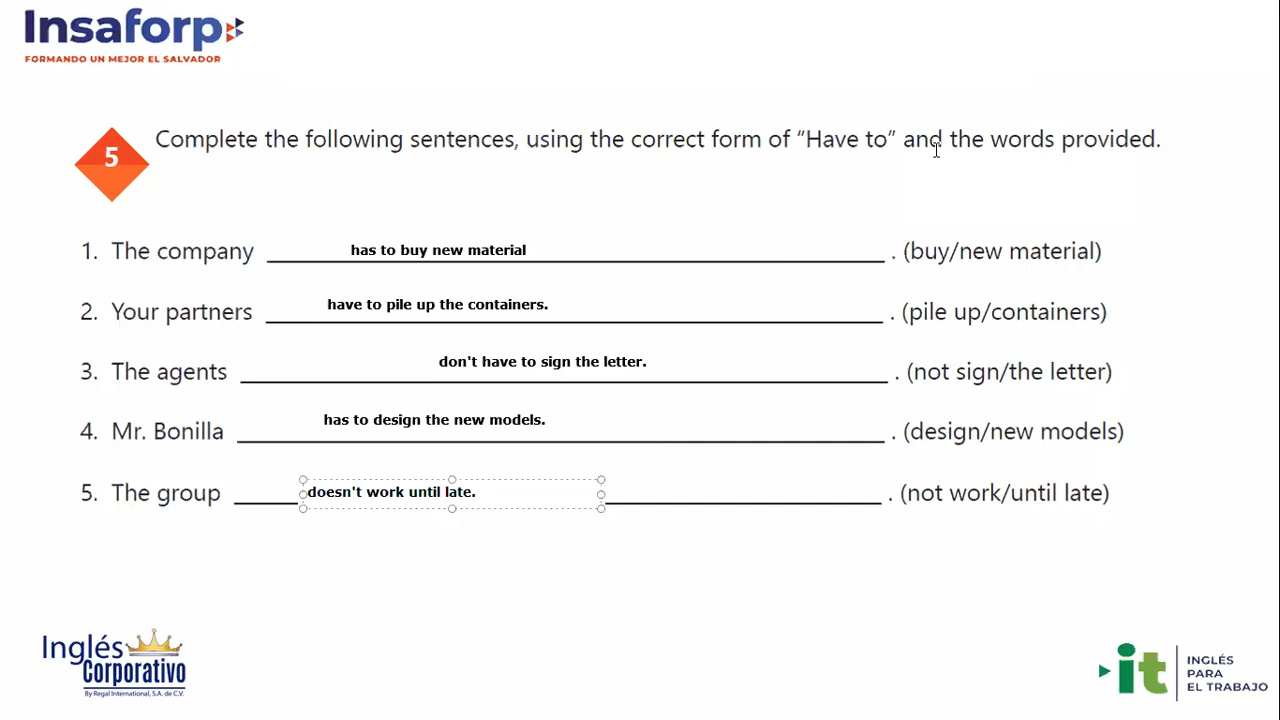 Insaforp
FORMANDO UN MEJOR EL SALVADOR
5
Complete the following sentences, using the correct form of “Have to” and the words provided.
1. The company has to buy new material . (buy/new material)
2. Your partners have to pile up the containers. . (pile up/containers)
3. The agents don't have to sign the letter. . (not sign/the letter)
4. Mr. Bonilla has to design the new models. . (design/new models)
5. The group doesn't work until late. . (not work/until late)
Inglés
Corporativo
By Regal International, S.A. de C.V.
it
INGLÉS
PARA
EL TRABAJO